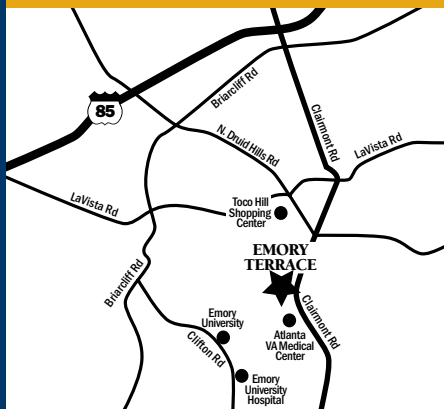 85
Briarcliff Rd
Clairmont Rd
N. Druid Hills Rd
LaVista Rd
LaVista Rd
Toco Hill
Shopping
Center
EMORY
TERRACE
Briarcliff Rd
Emory
University
Clifton Rd
Clairmont Rd
Atlanta
VA Medical
Center
Emory
University
Hospital